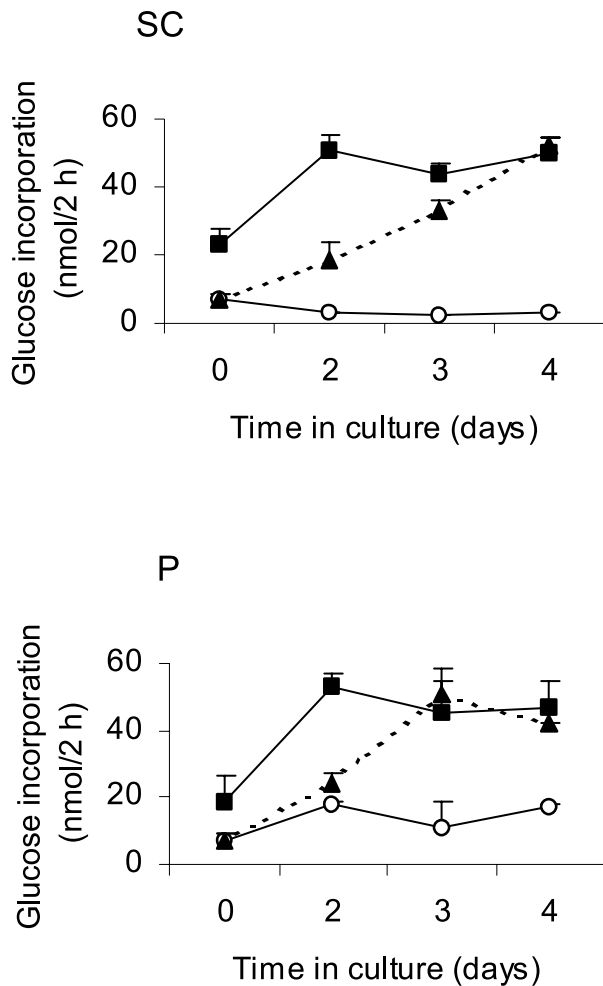 SC
Glucose incorporation
(nmol/2 h)
60
40
20
0
0 2 3 4
Time in culture (days)
P
Glucose incorporation
(nmol/2 h)
60
40
20
0
0 2 3 4
Time in culture (days)